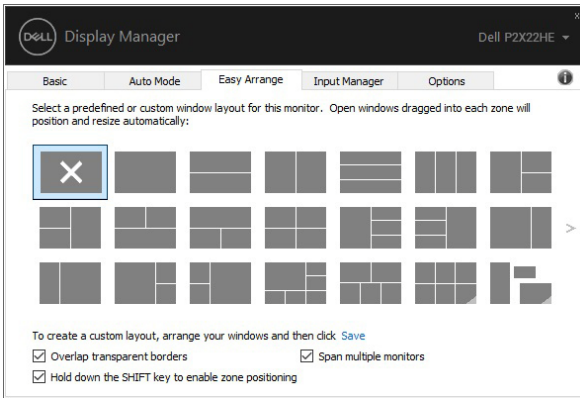 DELL Display Manager
Dell P2X22HE
Basic Auto Mode Easy Arrange Input Manager Options
Select a predefined or custom window layout for this monitor. Open windows dragged into each zone will
position and resize automatically:
To create a custom layout, arrange your windows and then click Save
Overlap transparent borders Span multiple monitors
Hold down the SHIFT key to enable zone positioning